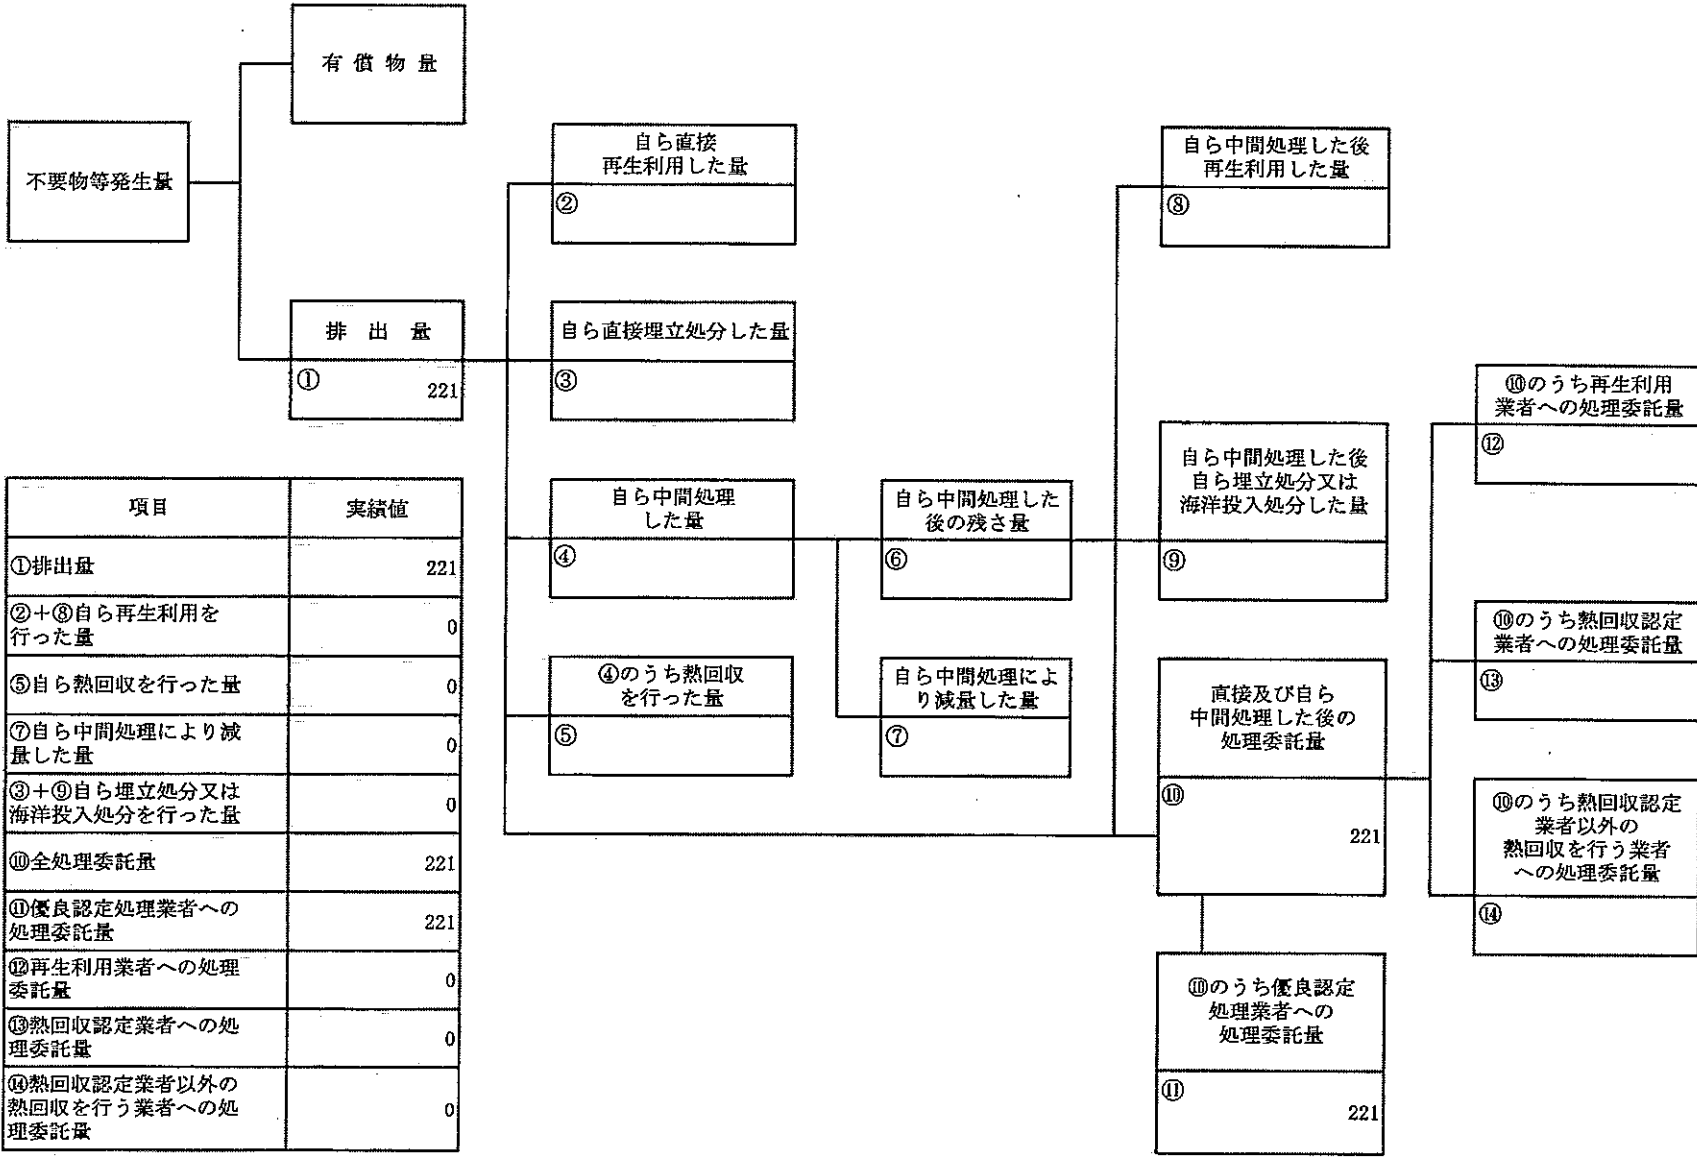 有 償 物 量
不要物等発生量
自ら直接
再生利用した量
②
自ら中間処理した後
再生利用した量
⑧
排 出 量
①
221
自ら直接埋立処分した量
③
⑩のうち再生利用
業者への処理委託量
⑫
自ら中間処理
した量
④
自ら中間処理した
後の残さ量
⑥
自ら中間処理した後
自ら埋立処分又は
海洋投入処分した量
⑨
⑩のうち熱回収認定
業者への処理委託量
⑬
④のうち熱回収
を行った量
⑤
自ら中間処理によ
り減量した量
⑦
直接及び自ら
中間処理した後の
処理委託量
⑩
221
⑩のうち熱回収認定
業者以外の
熱回収を行う業者
への処理委託量
⑭
⑩のうち優良認定
処理業者への
処理委託量
⑪
221
項目 実績値
①排出量 221
②+⑧自ら再生利用を
行った量 0
⑤自ら熱回収を行った量 0
⑦自ら中間処理により減
量した量 0
③+⑨自ら埋立処分又は
海洋投入処分を行った量 0
⑩全処理委託量 221
⑪優良認定処理業者への
処理委託量 221
⑫再生利用業者への処理
委託量 0
⑬熱回収認定業者への処
理委託量 0
⑭熱回収認定業者以外の
熱回収を行う業者への処
理委託量 0